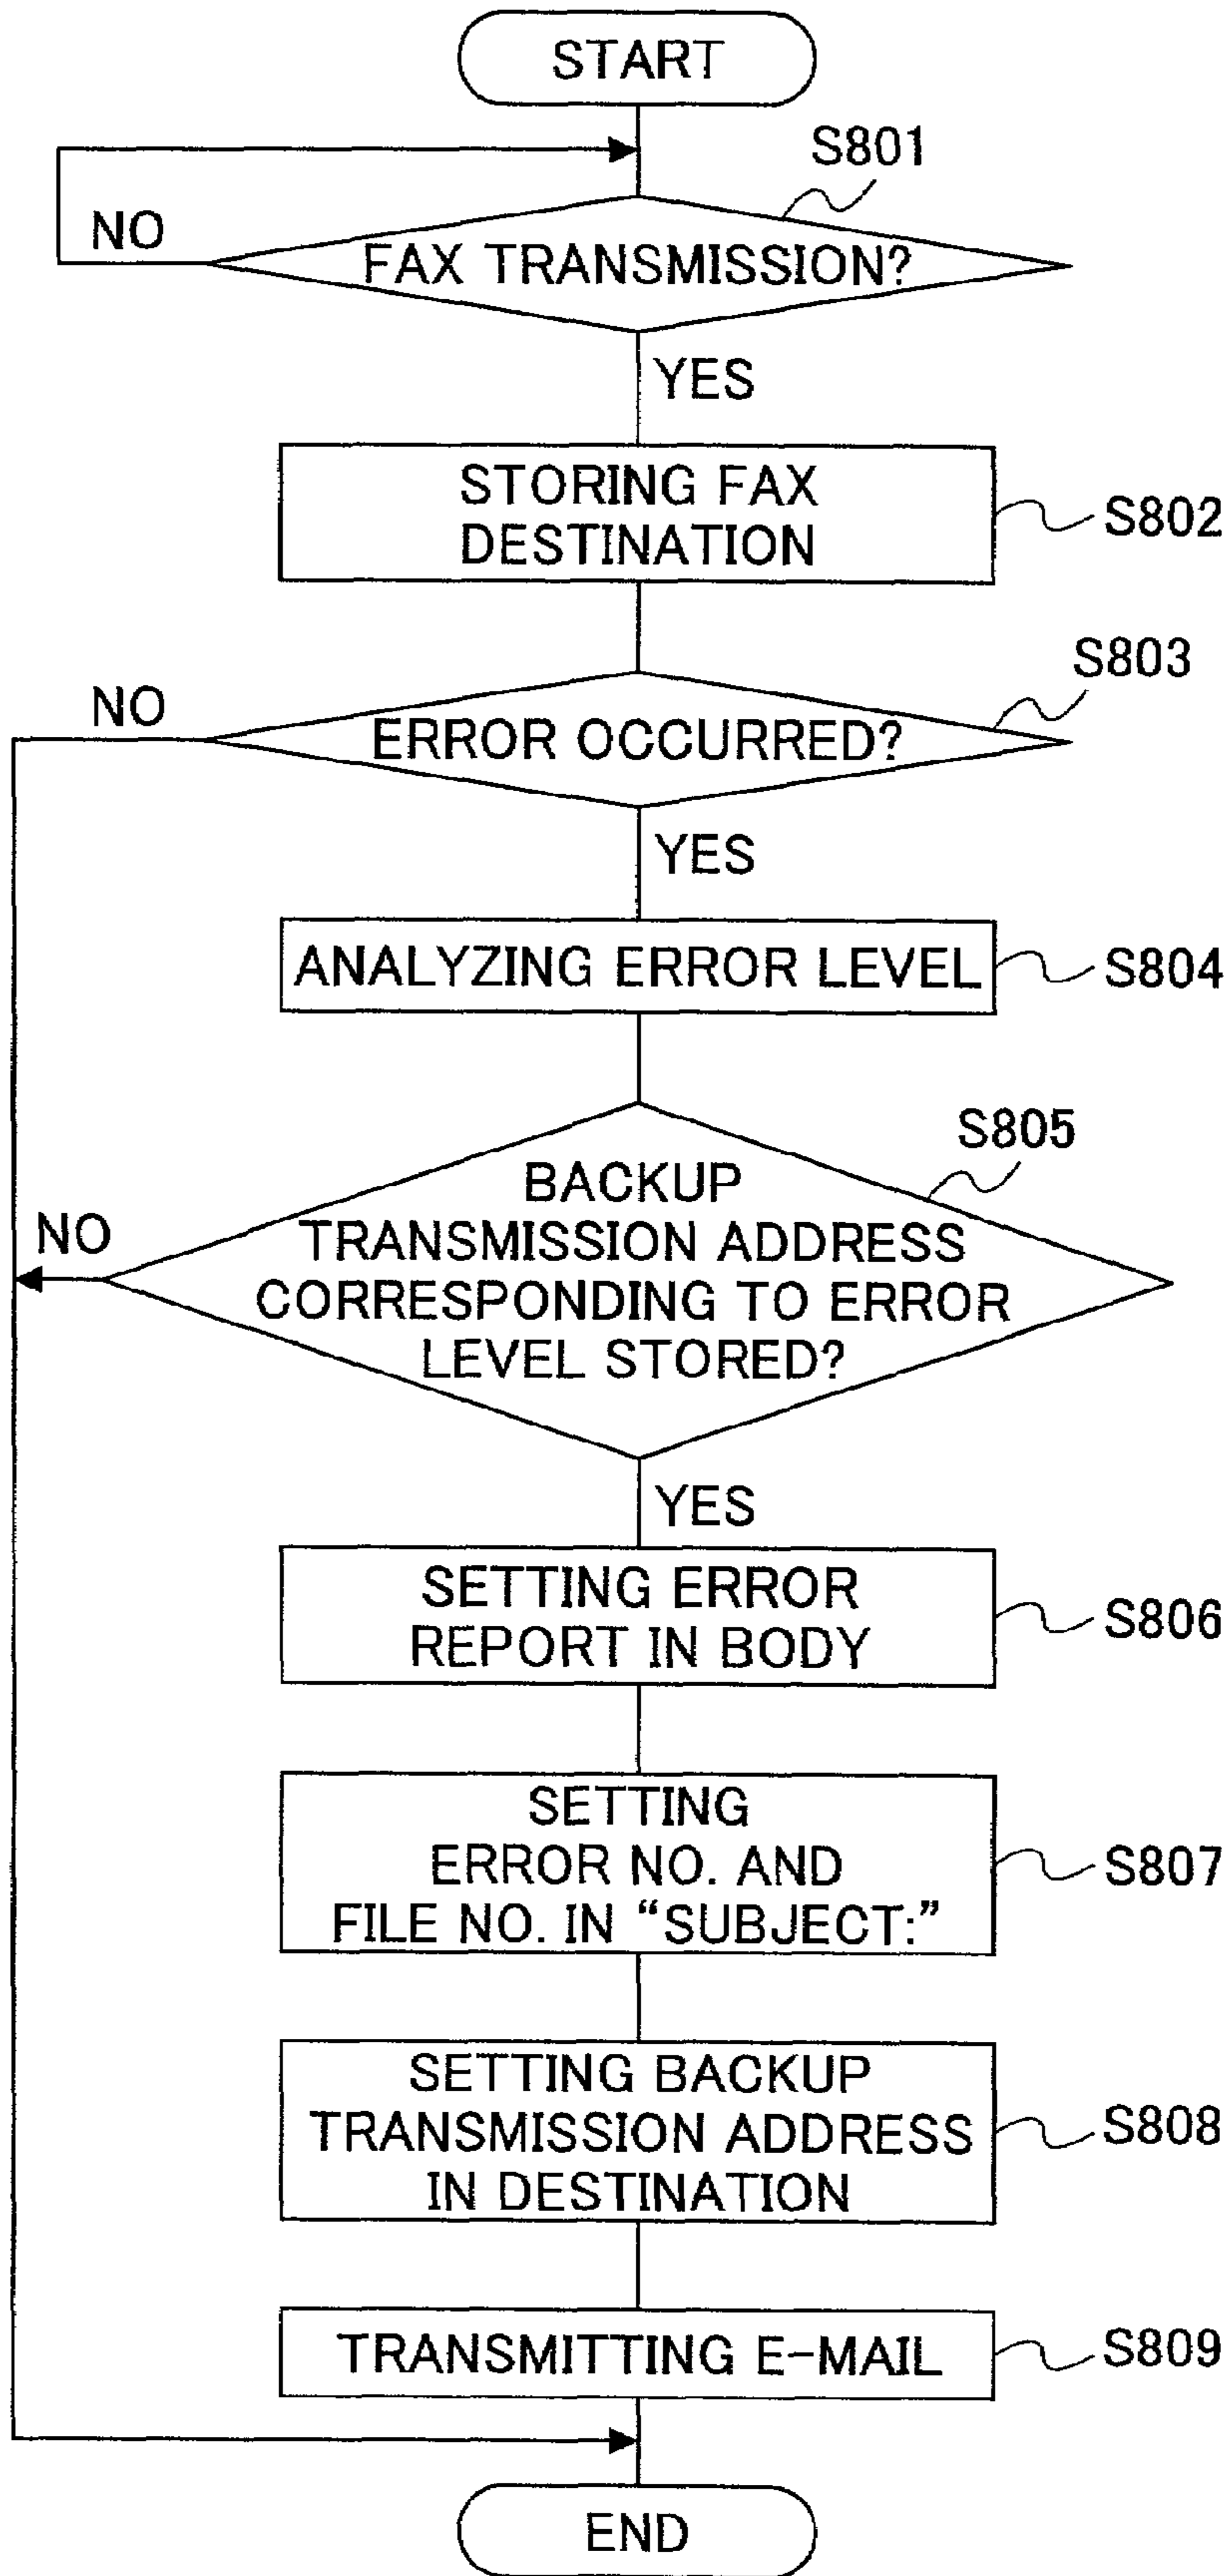 START
S801
NO
FAX TRANSMISSION?
YES
STORING FAX
DESTINATION
S802
S803
NO
ERROR OCCURRED?
YES
ANALYZING ERROR LEVEL
S804
S805
BACKUP
TRANSMISSION ADDRESS
CORRESPONDING TO ERROR
LEVEL STORED?
NO
YES
SETTING ERROR
REPORT IN BODY
S806
SETTING
ERROR NO. AND
FILE NO. IN “SUBJECT:”
S807
SETTING BACKUP
TRANSMISSION ADDRESS
IN DESTINATION
S808
TRANSMITTING E-MAIL
S809
END